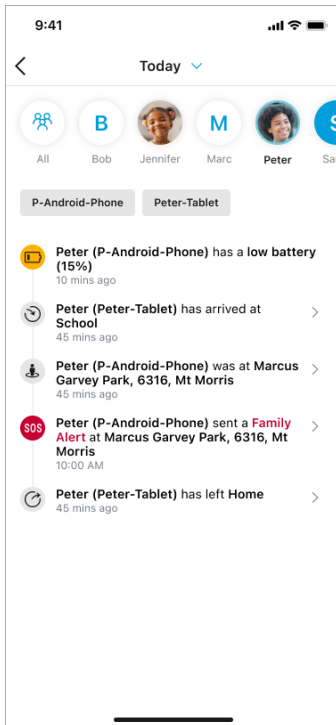 9:41
Today
B
M
S
All
Bob
Jennifer
Marc
Peter
Sa
P-Android-Phone
Peter-Tablet
Peter (P-Android-Phone) has a low battery
(15%)
10 mins ago
Peter (Peter-Tablet) has arrived at
School
45 mins ago
Peter (P-Android-Phone) was at Marcus
Garvey Park, 6316, Mt Morris
45 mins ago
SOS
Peter (P-Android-Phone) sent a Family
Alert at Marcus Garvey Park, 6316, Mt
Morris
10:00 AM
Peter (Peter-Tablet) has left Home
45 mins ago